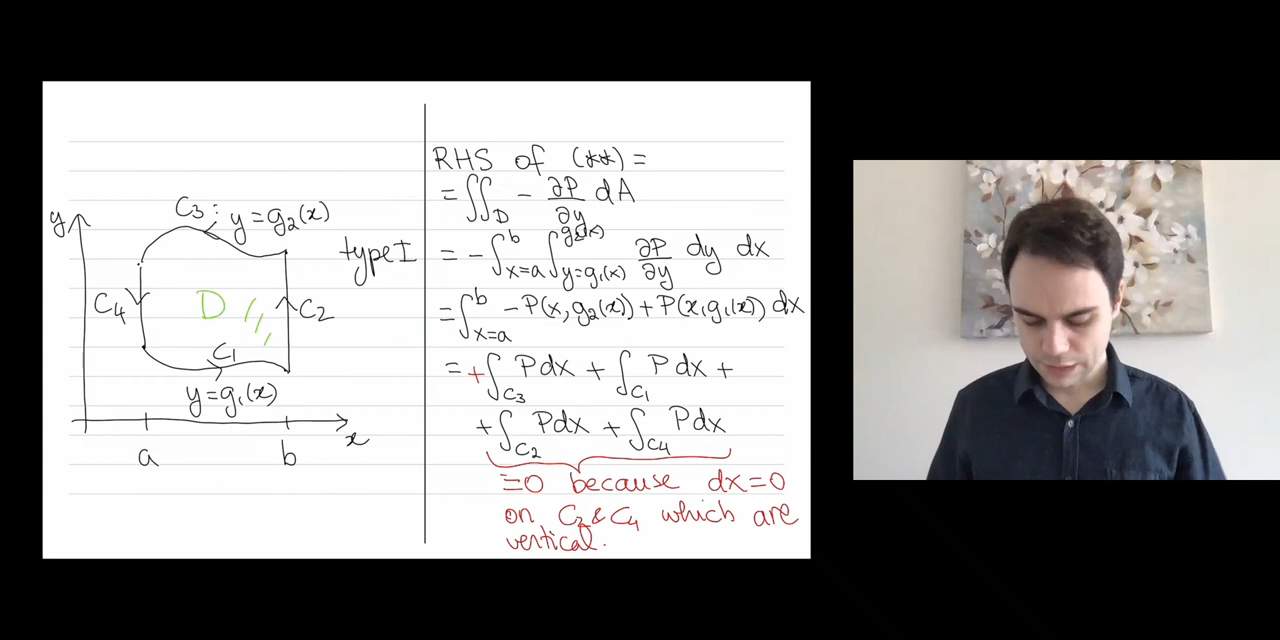 y
C₃:
y=g₂(x)
C₄
D
C₂
C₁
y=g₁(x)
a
b
x
RHS of (**) =
= ∬_D - ∂P/∂y dA
type I = - ∫_{x=a}^{b} ∫_{y=g₁(x)}^{g₂(x)} ∂P/∂y dy dx
= ∫_{x=a}^{b} - P(x, g₂(x)) + P(x, g₁(x)) dx
= + ∫_{C₃} P dx + ∫_{C₁} P dx +
+ ∫_{C₂} P dx + ∫_{C₄} P dx
=0 because dx=0
on C₂ & C₄ which are
vertical.